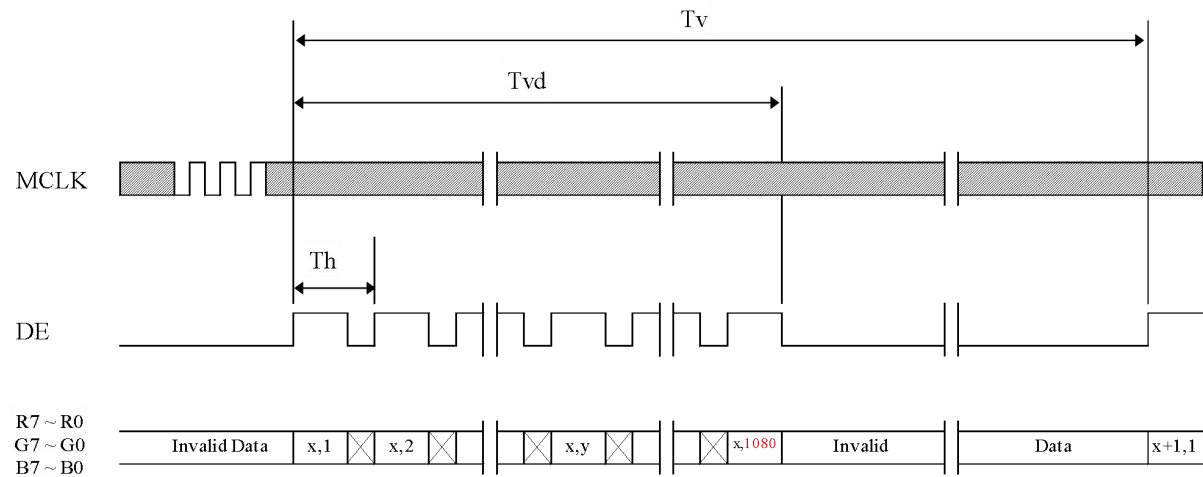 Tv
Tvd
MCLK
Th
DE
R7 ~ R0
G7 ~ G0
B7 ~ B0
Invalid Data x,1 x,2 x,y x,1080 Invalid Data x+1,1